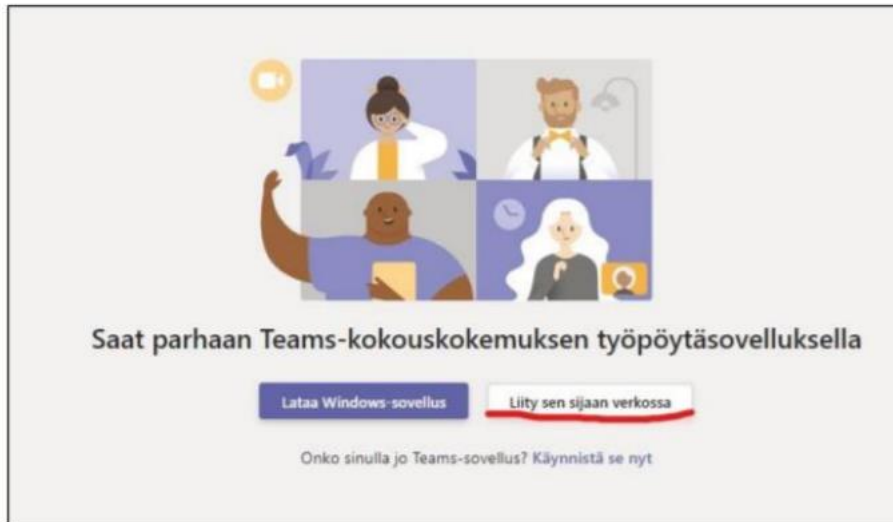 Saat parhaan Teams-kokouskokemuksen työpöytäsovelluksella
Lataa Windows-sovellus
Liity sen sijaan verkossa
Onko sinulla jo Teams-sovellus? Käynnistä se nyt